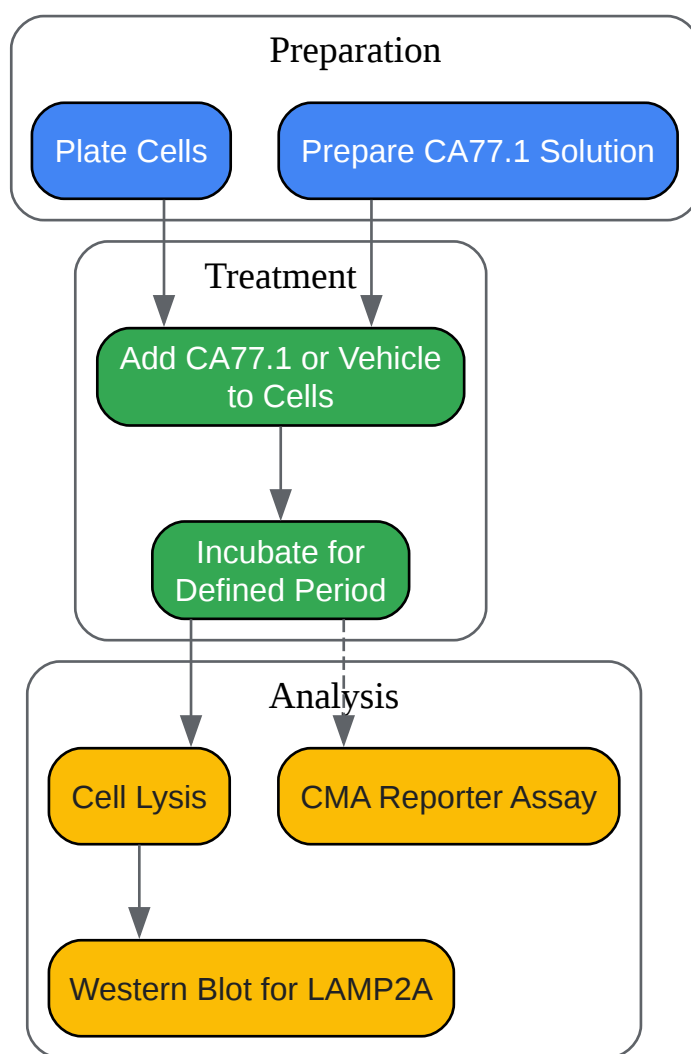 Preparation
Plate Cells
Prepare CA77.1 Solution
Treatment
Add CA77.1 or Vehicle
to Cells
Incubate for
Defined Period
Analysis
Cell Lysis
CMA Reporter Assay
Western Blot for LAMP2A